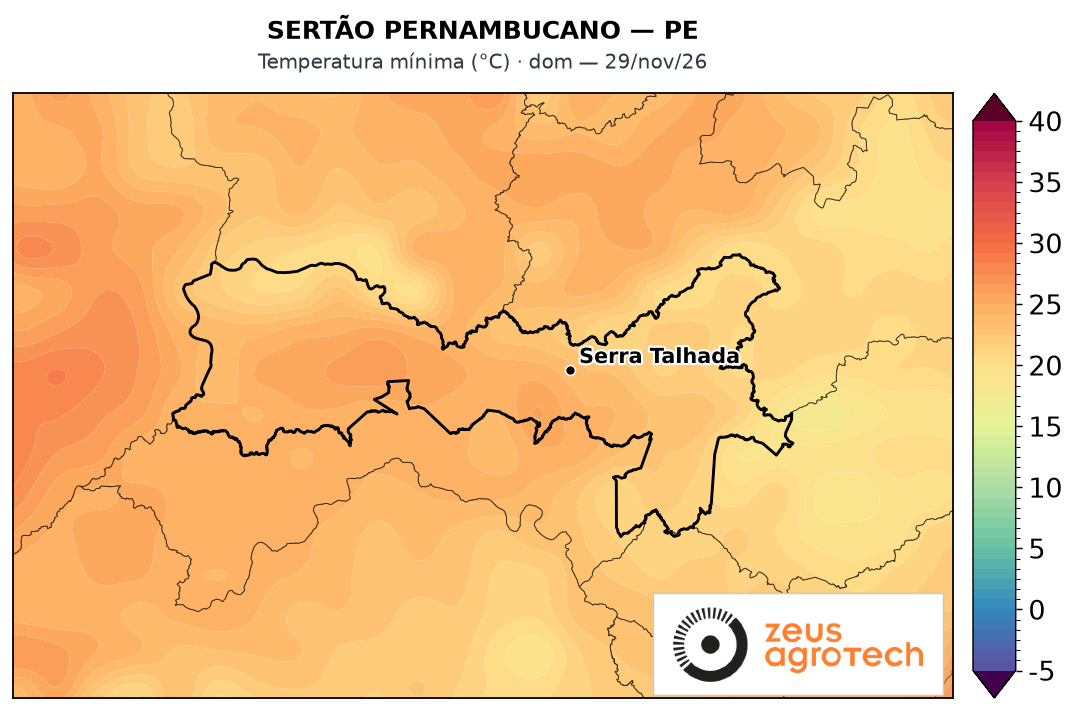 SERTÃO PERNAMBUCANO — PE
Temperatura mínima (°C) · dom — 29/nov/26
Serra Talhada
40
35
30
25
20
15
10
5
0
-5
zeus
agrotech